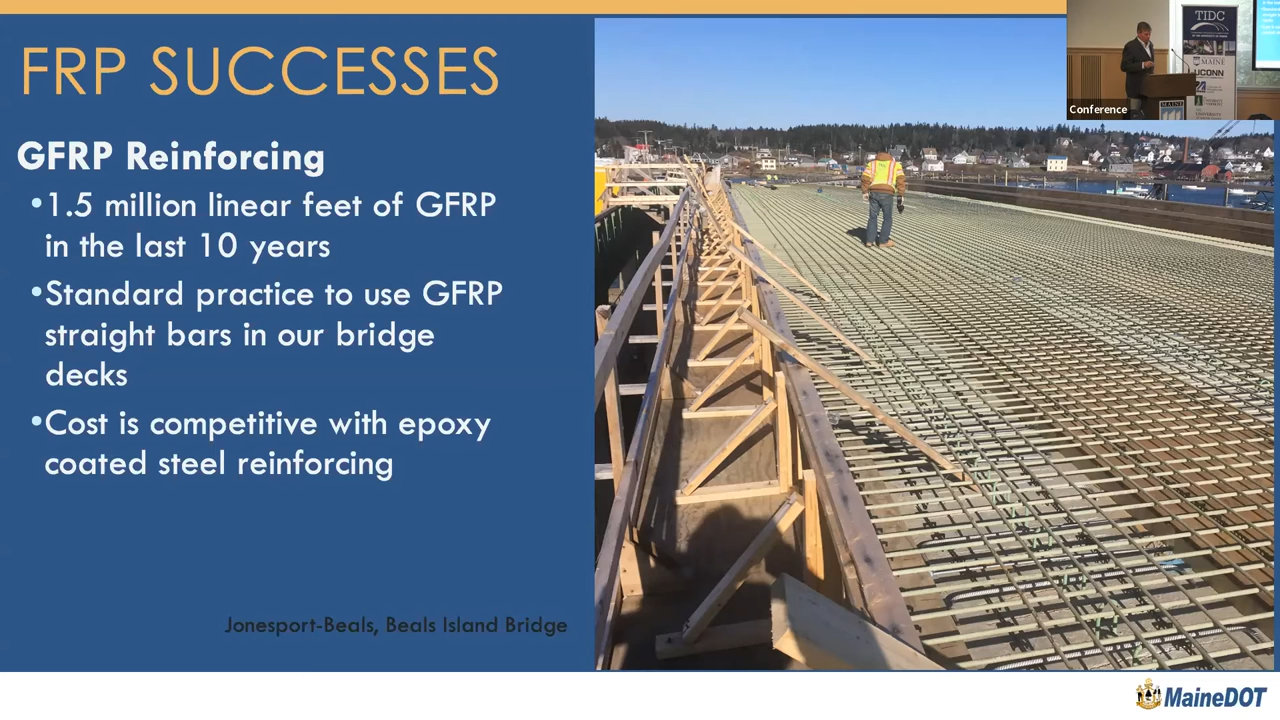 FRP SUCCESSES
GFRP Reinforcing
•1.5 million linear feet of GFRP
in the last 10 years
•Standard practice to use GFRP
straight bars in our bridge
decks
•Cost is competitive with epoxy
coated steel reinforcing
Jonesport-Beals, Beals Island Bridge
TIDC
MAINE
UCONN
MAINE
Conference
MaineDOT